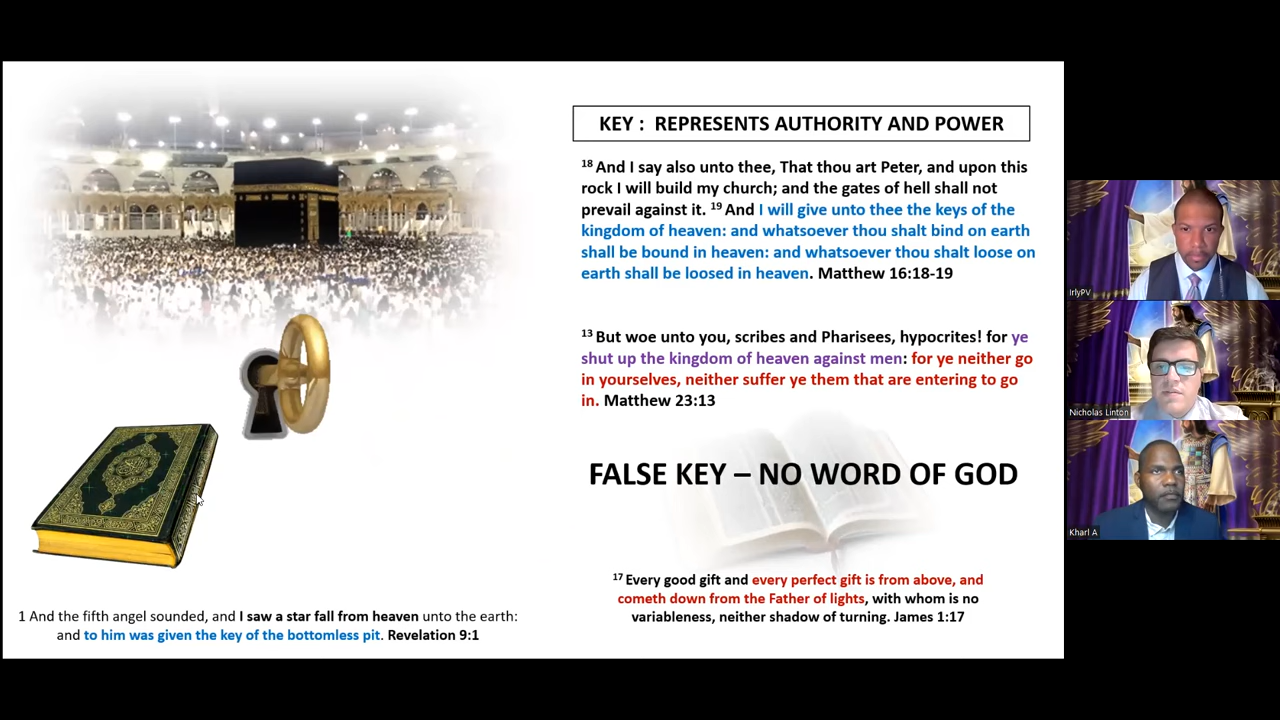 KEY :  REPRESENTS AUTHORITY AND POWER
18 And I say also unto thee, That thou art Peter, and upon this
rock I will build my church; and the gates of hell shall not
prevail against it. 19 And I will give unto thee the keys of the
kingdom of heaven: and whatsoever thou shalt bind on earth
shall be bound in heaven: and whatsoever thou shalt loose on
earth shall be loosed in heaven. Matthew 16:18-19
13 But woe unto you, scribes and Pharisees, hypocrites! for ye
shut up the kingdom of heaven against men: for ye neither go
in yourselves, neither suffer ye them that are entering to go
in. Matthew 23:13
FALSE KEY – NO WORD OF GOD
17 Every good gift and every perfect gift is from above, and
cometh down from the Father of lights, with whom is no
variableness, neither shadow of turning. James 1:17
1 And the fifth angel sounded, and I saw a star fall from heaven unto the earth:
and to him was given the key of the bottomless pit. Revelation 9:1
IrlyPV
Nicholas Linton
Kharl A